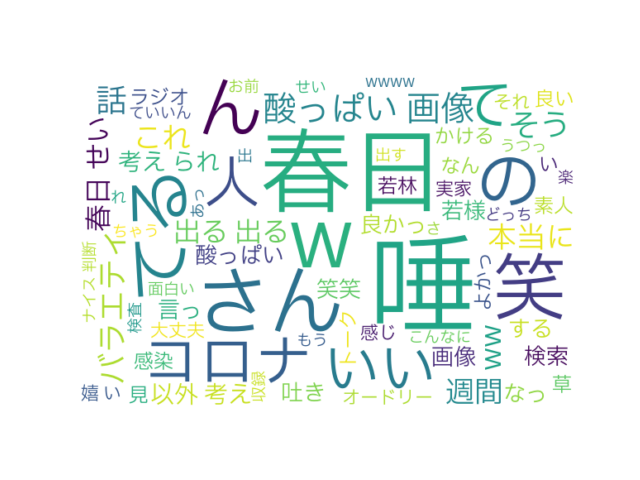 お前
せい
wwww
話
ラジオ
ていいん
ん
酸っぱい
画像
て
それ
良い
これ
そう
かける
うつっ
春日
せい
考え
られ
人
出
春日
出す
なん
の
い
楽
れ
あっ
若林
実家
てる
ちゃう
出る
出る
w
良かっ
さ
若様
どっち
素人
唾
本当に
笑
バラエティ
ナイス
判断
酸っぱい
さん
面白い
言っ
笑笑
よかっ
検査
大丈夫
もう
トーク
感じ
こんなに
ww
する
コロナ
いい
感染
画像
検索
嬉
い
見
以外
考え
収録
吐き
オードリー
週間
なっ
草